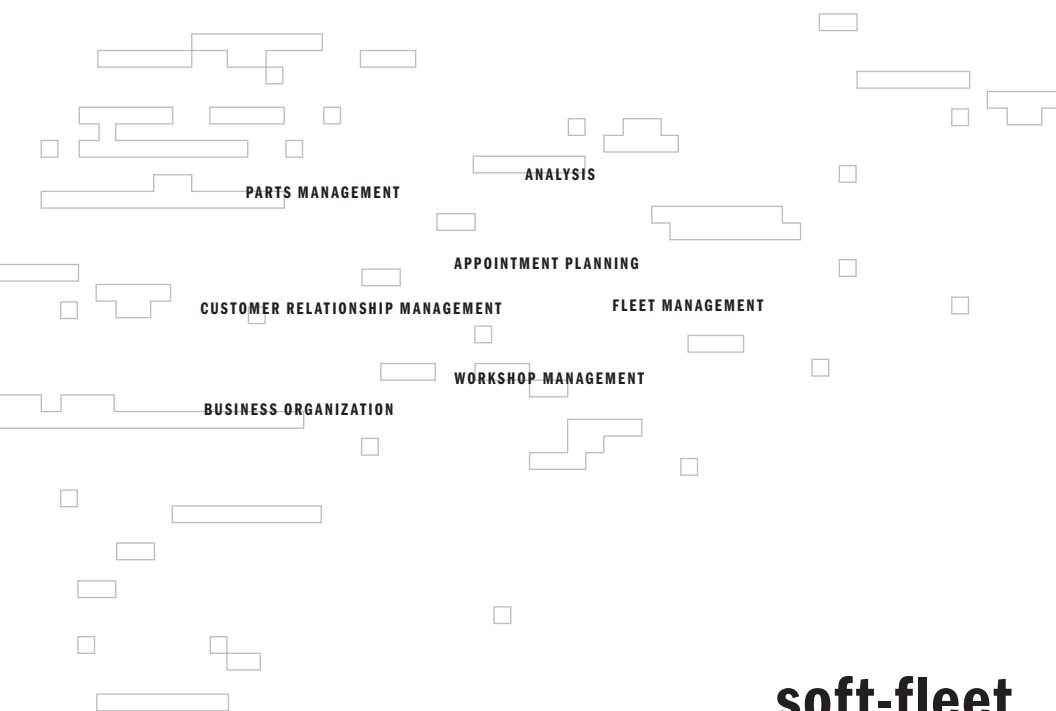 ANALYSIS
PARTS MANAGEMENT
APPOINTMENT PLANNING
FLEET MANAGEMENT
CUSTOMER RELATIONSHIP MANAGEMENT
WORKSHOP MANAGEMENT
BUSINESS ORGANIZATION
soft-fleet